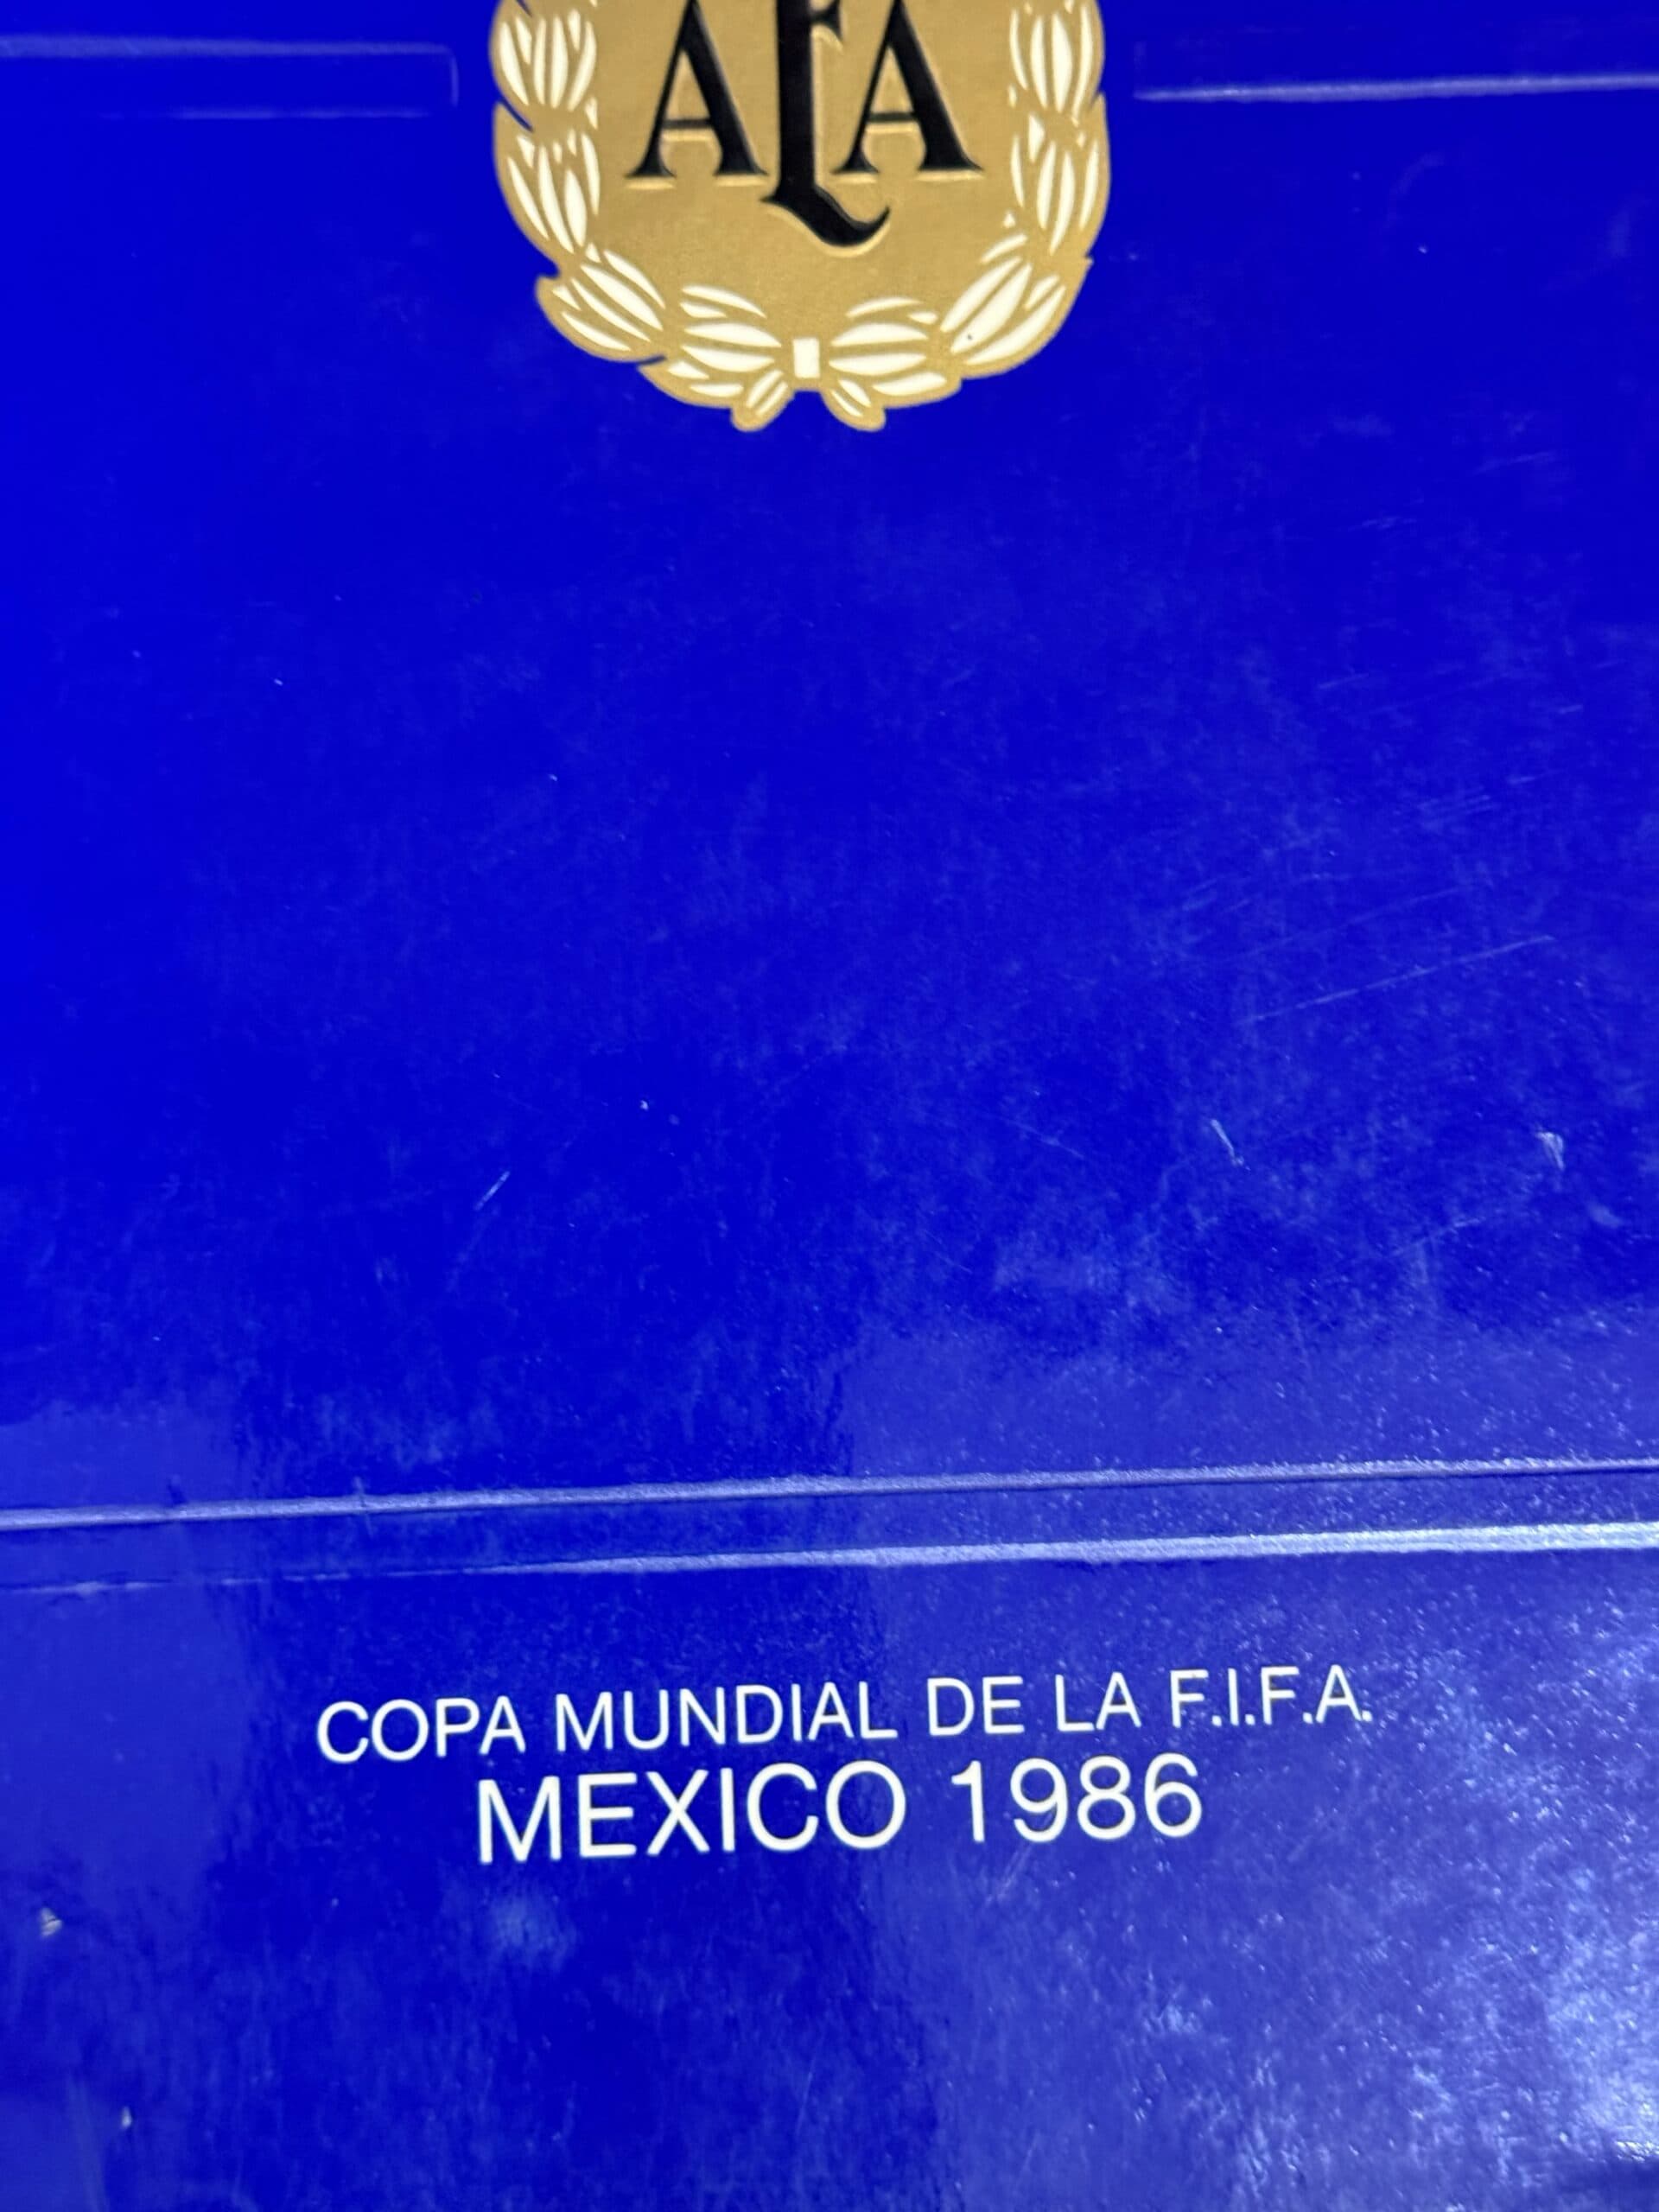 AFA
COPA MUNDIAL DE LA F.I.F.A.
MEXICO 1986